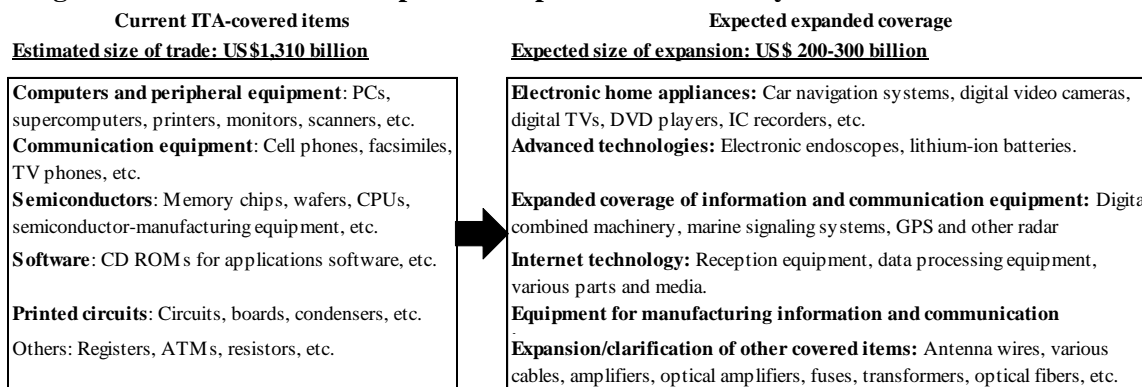 Current ITA-covered items
Estimated size of trade: US$1,310 billion
Computers and peripheral equipment: PCs,
supercomputers, printers, monitors, scanners, etc.
Communication equipment: Cell phones, facsimiles,
TV phones, etc.
Semiconductors: Memory chips, wafers, CPUs,
semiconductor-manufacturing equipment, etc.
Software: CD ROMs for applications software, etc.
Printed circuits: Circuits, boards, condensers, etc.
Others: Registers, ATMs, resistors, etc.
Expected expanded coverage
Expected size of expansion: US$ 200-300 billion
Electronic home appliances: Car navigation systems, digital video cameras,
digital TVs, DVD players, IC recorders, etc.
Advanced technologies: Electronic endoscopes, lithium-ion batteries.
Expanded coverage of information and communication equipment: Digita
combined machinery, marine signaling systems, GPS and other radar
Internet technology: Reception equipment, data processing equipment,
various parts and media.
Equipment for manufacturing information and communication
Expansion/clarification of other covered items: Antenna wires, various
cables, amplifiers, optical amplifiers, fuses, transformers, optical fibers, etc.